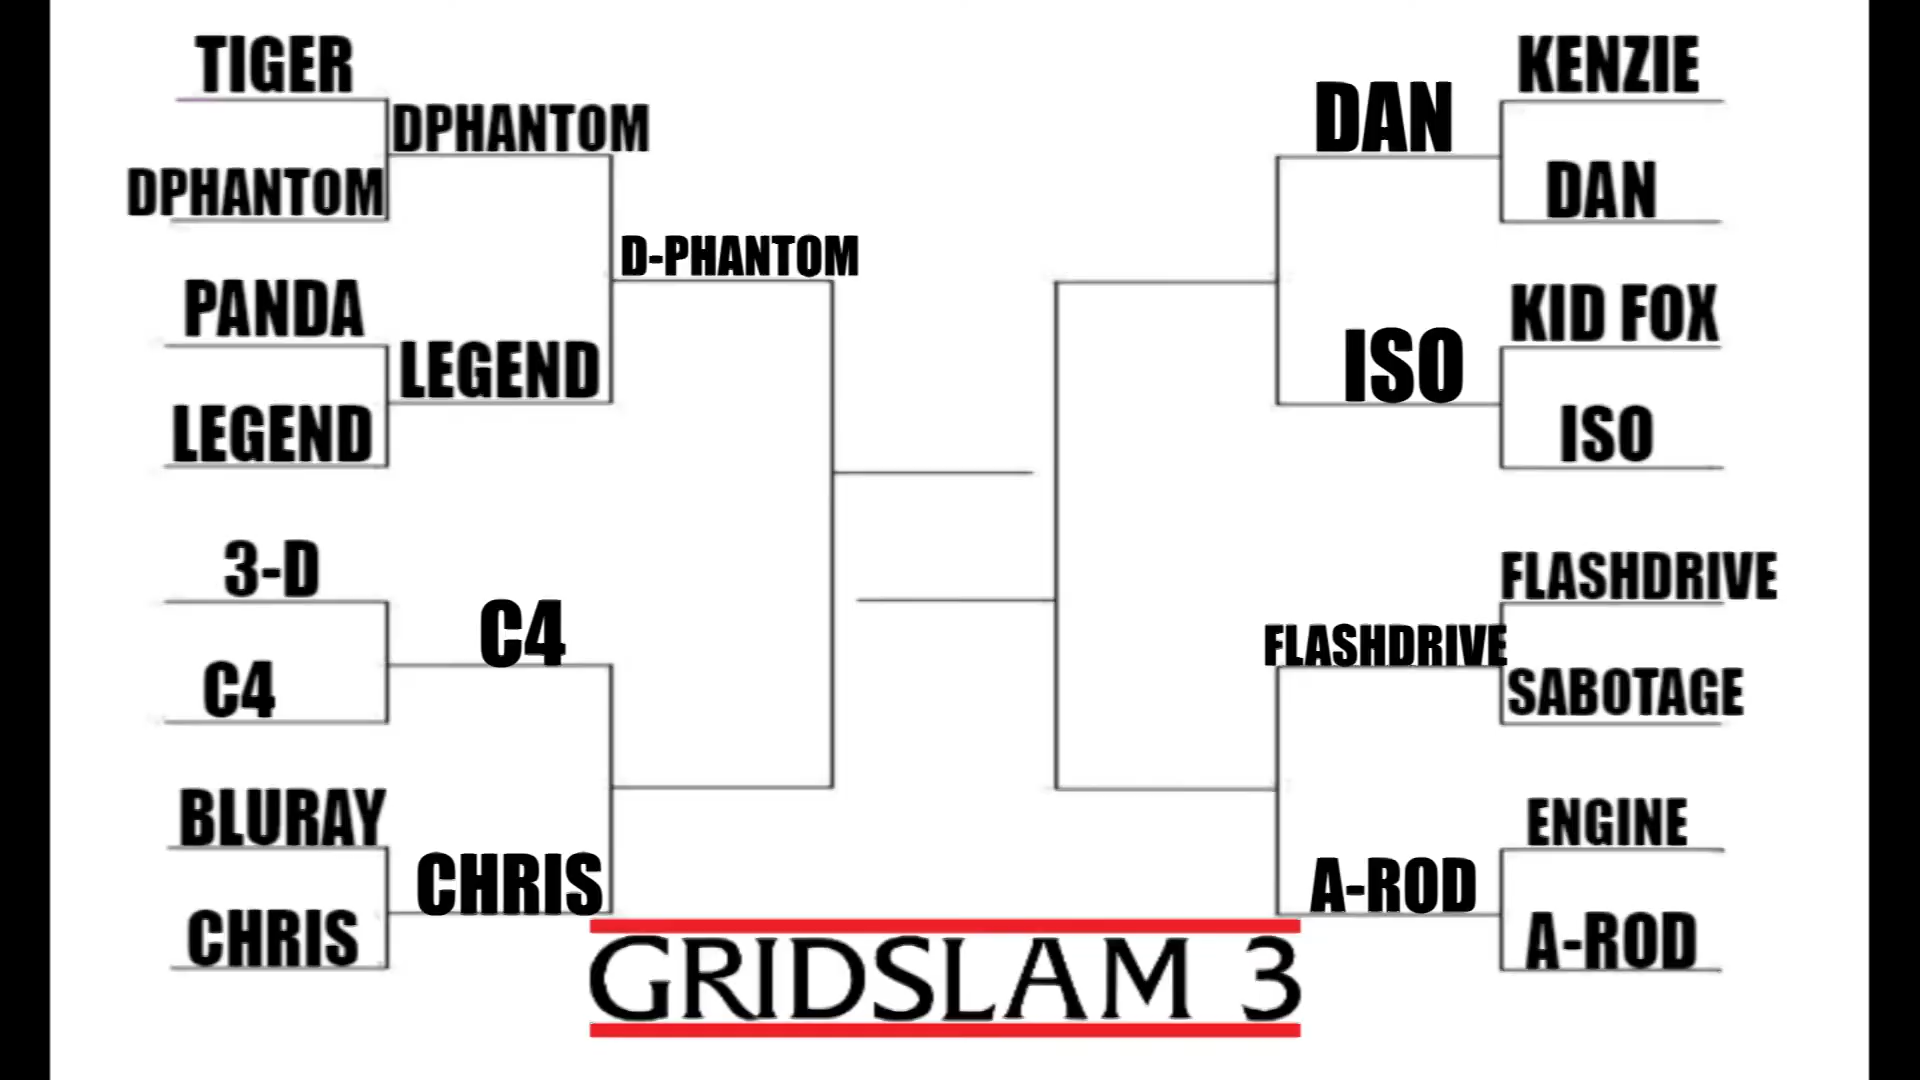 TIGER
DPHANTOM
PANDA
LEGEND
3-D
C4
BLURAY
CHRIS
DPHANTOM
LEGEND
C4
CHRIS
D-PHANTOM
DAN
ISO
FLASHDRIVE
A-ROD
KENZIE
DAN
KID FOX
ISO
FLASHDRIVE
SABOTAGE
ENGINE
A-ROD
GRIDSLAM 3